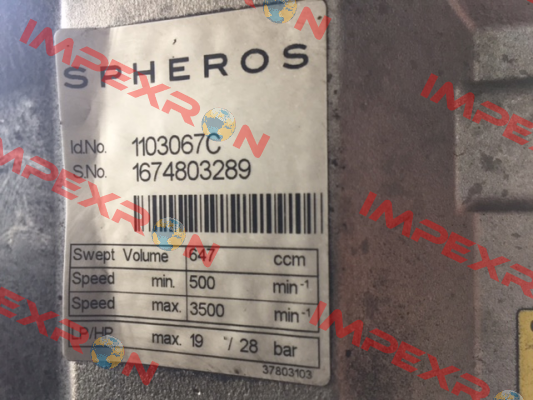 SPHEROS
Id.No. 1103067C
S.No. 1674803289
Swept Volume 647 ccm
Speed min. 500 min-1
Speed max. 3500 min-1
LP/HP max. 19 / 28 bar
37803103
IMPEXRON
IMPEXRON
IMPEXRON
IMPEXRON
IMPEXRON
IMPEXRON